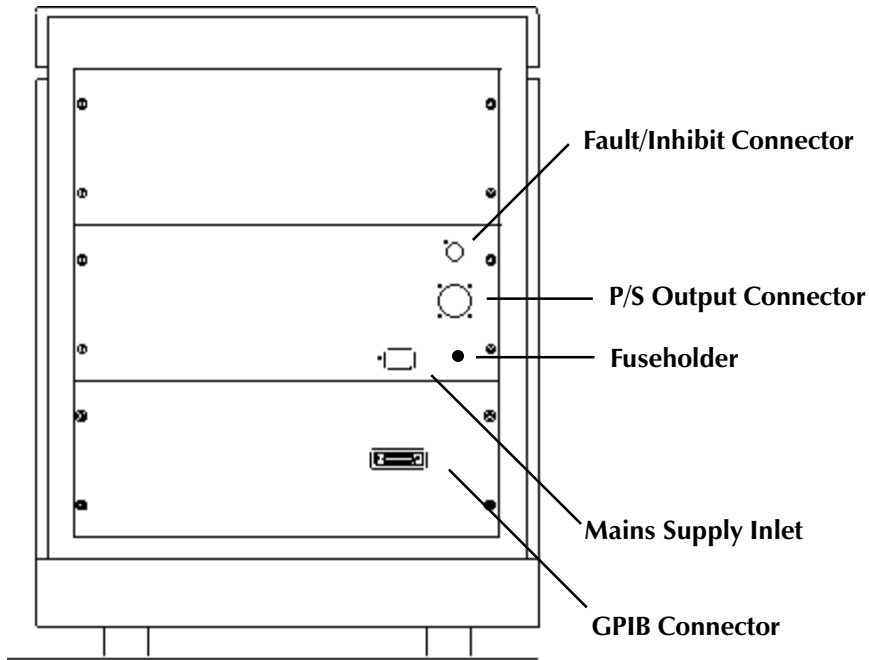 Fault/Inhibit Connector
P/S Output Connector
Fuseholder
Mains Supply Inlet
GPIB Connector